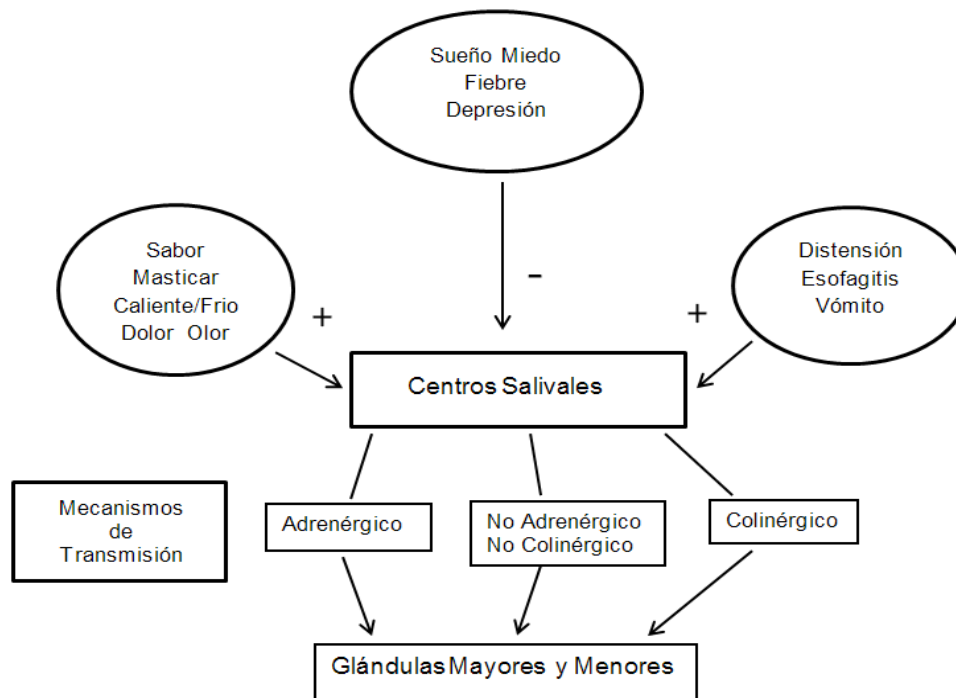 Sueño Miedo
Fiebre
Depresión
Sabor
Masticar
Caliente/Frio
Dolor Olor
+
-
+
Distensión
Esofagitis
Vómito
Centros Salivales
Mecanismos
de
Transmisión
Adrenérgico
No Adrenérgico
No Colinérgico
Colinérgico
Glándulas Mayores y Menores